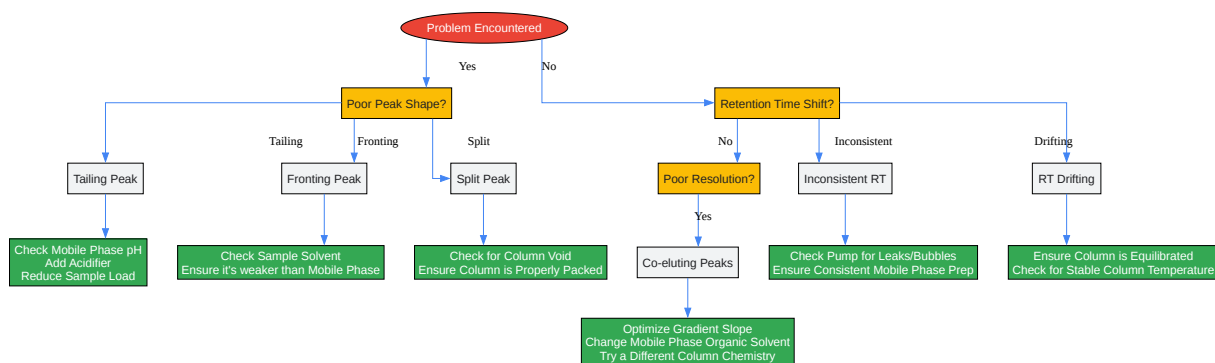 Problem Encountered
Yes
No
Poor Peak Shape?
Retention Time Shift?
Tailing
Fronting
Split
No
Inconsistent
Drifting
Tailing Peak
Fronting Peak
Split Peak
Poor Resolution?
Inconsistent RT
RT Drifting
Yes
Check Mobile Phase pH
Add Acidifier
Reduce Sample Load
Check Sample Solvent
Ensure it's weaker than Mobile Phase
Check for Column Void
Ensure Column is Properly Packed
Co-eluting Peaks
Check Pump for Leaks/Bubbles
Ensure Consistent Mobile Phase Prep
Ensure Column is Equilibrated
Check for Stable Column Temperature
Optimize Gradient Slope
Change Mobile Phase Organic Solvent
Try a Different Column Chemistry